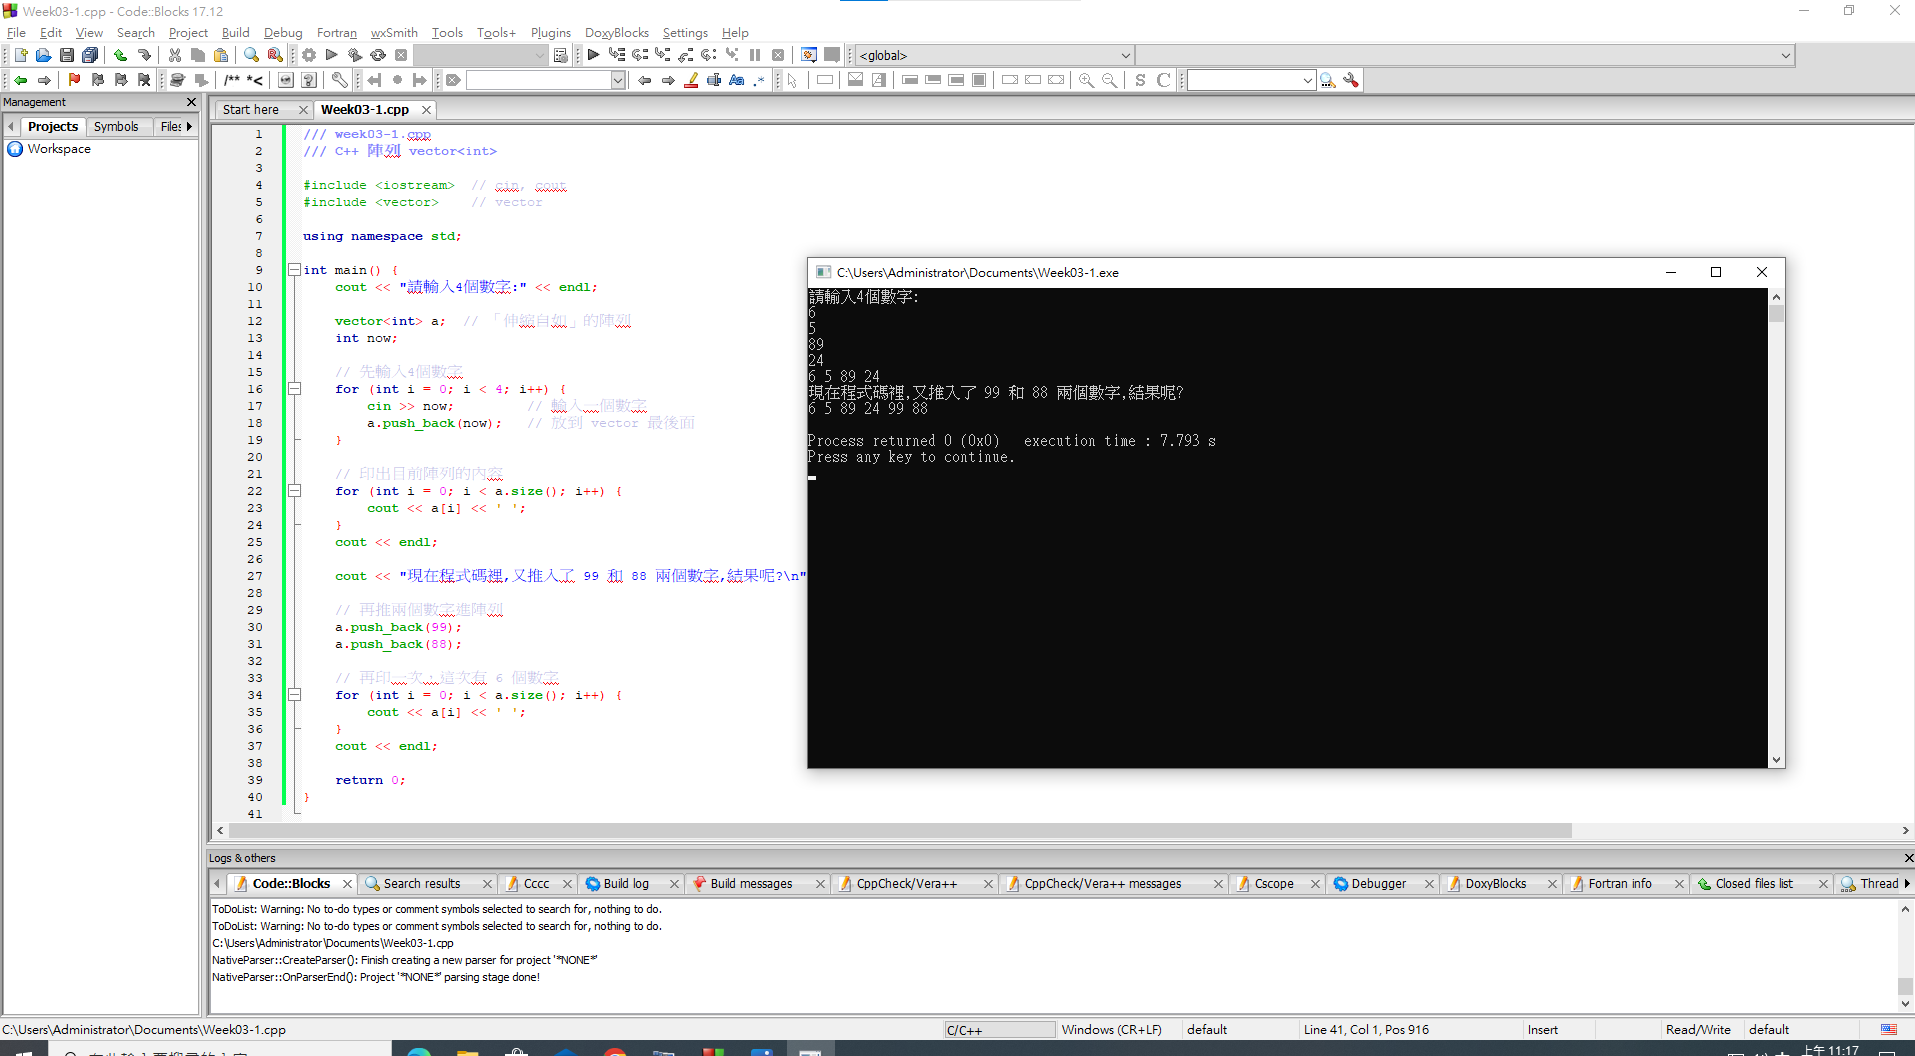 Week03-1.cpp - Code::Blocks 17.12
File Edit View Search Project Build Debug Fortran wxSmith Tools Tools+ Plugins DoxyBlocks Settings Help
<global>
/** *<
S C
Management
Projects Symbols Files
Workspace
Start here Week03-1.cpp
1 /// week03-1.cpp
2 /// C++ 陣列 vector<int>
3
4 #include <iostream> // cin, cout
5 #include <vector> // vector
6
7 using namespace std;
8
9 int main() {
10 cout << "請輸入4個數字:" << endl;
11
12 vector<int> a; // 「伸縮自如」的陣列
13 int now;
14
15 // 先輸入4個數字
16 for (int i = 0; i < 4; i++) {
17 cin >> now; // 輸入一個數字
18 a.push_back(now); // 放到 vector 最後面
19 }
20
21 // 印出目前陣列的內容
22 for (int i = 0; i < a.size(); i++) {
23 cout << a[i] << ' ';
24 }
25 cout << endl;
26
27 cout << "現在程式碼裡,又推入了 99 和 88 兩個數字,結果呢?\n"
28
29 // 再推兩個數字進陣列
30 a.push_back(99);
31 a.push_back(88);
32
33 // 再印一次，這次有 6 個數字
34 for (int i = 0; i < a.size(); i++) {
35 cout << a[i] << ' ';
36 }
37 cout << endl;
38
39 return 0;
40 }
41
C:\Users\Administrator\Documents\Week03-1.exe
請輸入4個數字:
6
5
89
24
6 5 89 24
現在程式碼裡,又推入了 99 和 88 兩個數字,結果呢?
6 5 89 24 99 88
Process returned 0 (0x0)   execution time : 7.793 s
Press any key to continue.
Logs & others
Code::Blocks Search results Cccc Build log Build messages CppCheck/Vera++ CppCheck/Vera++ messages Cscope Debugger DoxyBlocks Fortran info Closed files list Thread
ToDoList: Warning: No to-do types or comment symbols selected to search for, nothing to do.
ToDoList: Warning: No to-do types or comment symbols selected to search for, nothing to do.
C:\Users\Administrator\Documents\Week03-1.cpp
NativeParser::CreateParser(): Finish creating a new parser for project '*NONE*'
NativeParser::OnParserEnd(): Project '*NONE*' parsing stage done!
C:\Users\Administrator\Documents\Week03-1.cpp C/C++ Windows (CR+LF) default Line 41, Col 1, Pos 916 Insert Read/Write default
上午 11:17